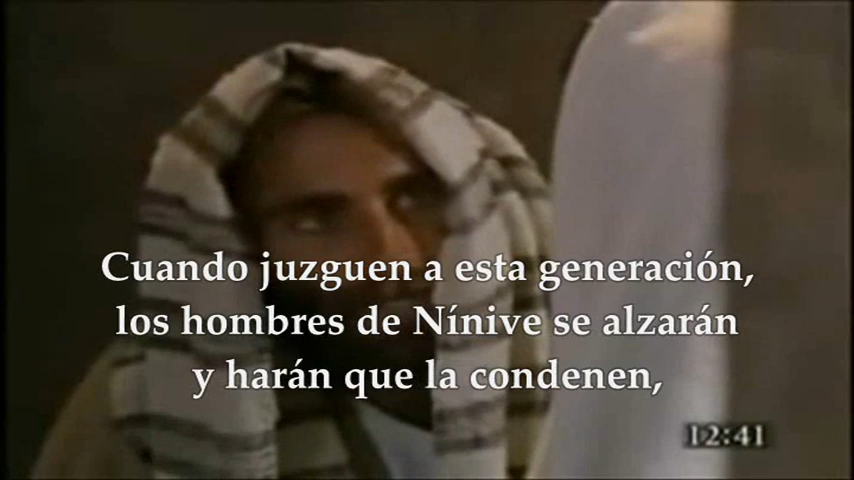 Cuando juzguen a esta generación,
los hombres de Nínive se alzarán
y harán que la condenen,
12:41